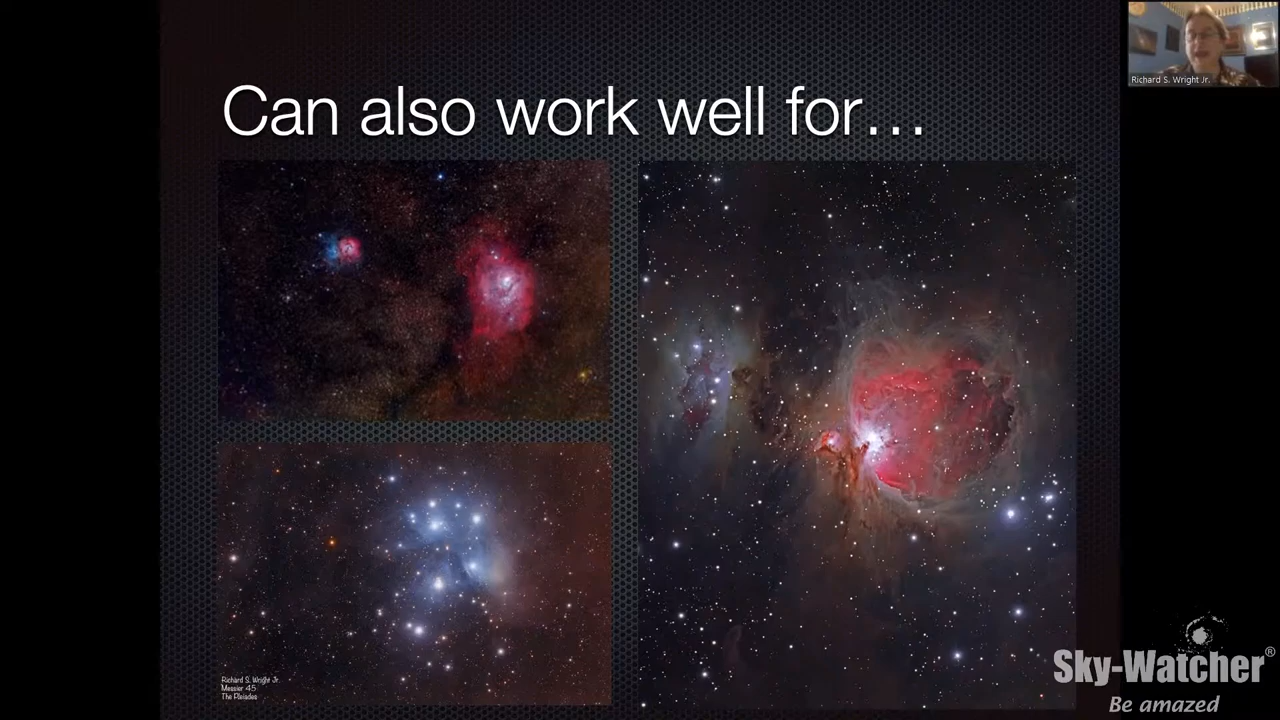 Can also work well for...
Richard S. Wright Jr.
Richard S. Wright Jr.
Messier 45
The Pleiades
Sky-Watcher®
Be amazed